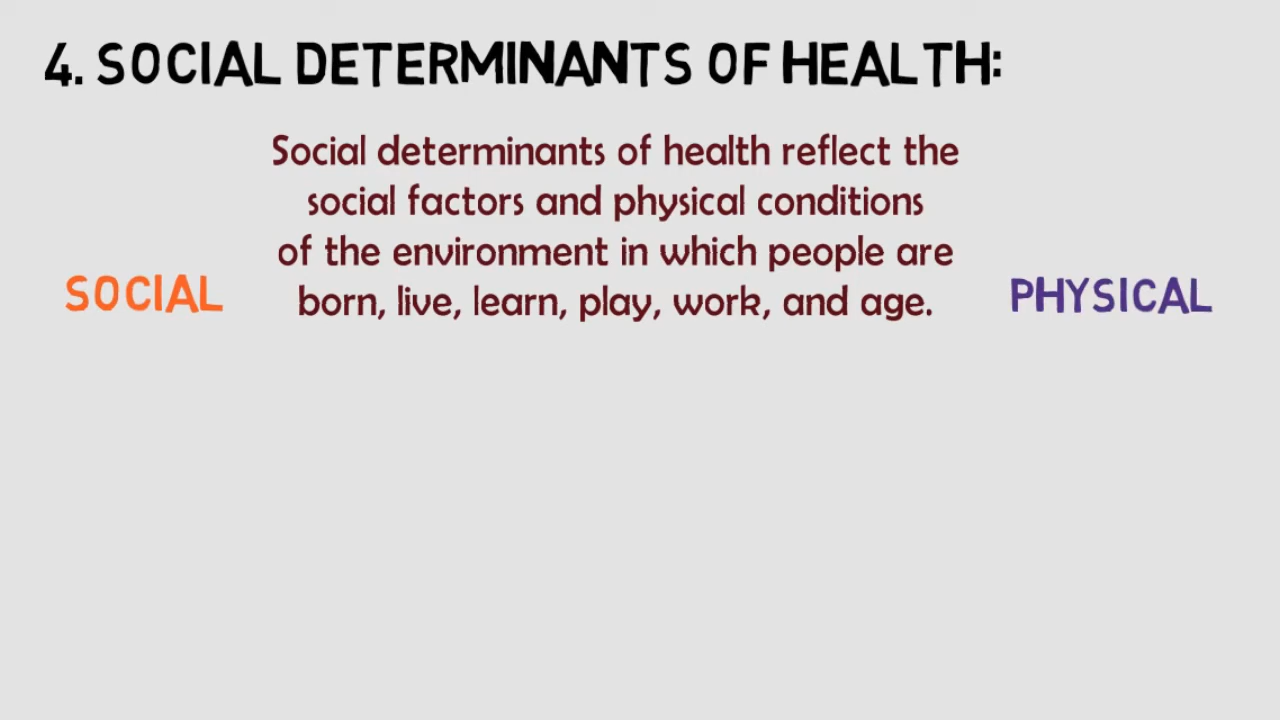 4. SOCIAL DETERMINANTS OF HEALTH:
Social determinants of health reflect the
social factors and physical conditions
of the environment in which people are
born, live, learn, play, work, and age.
SOCIAL
PHYSICAL